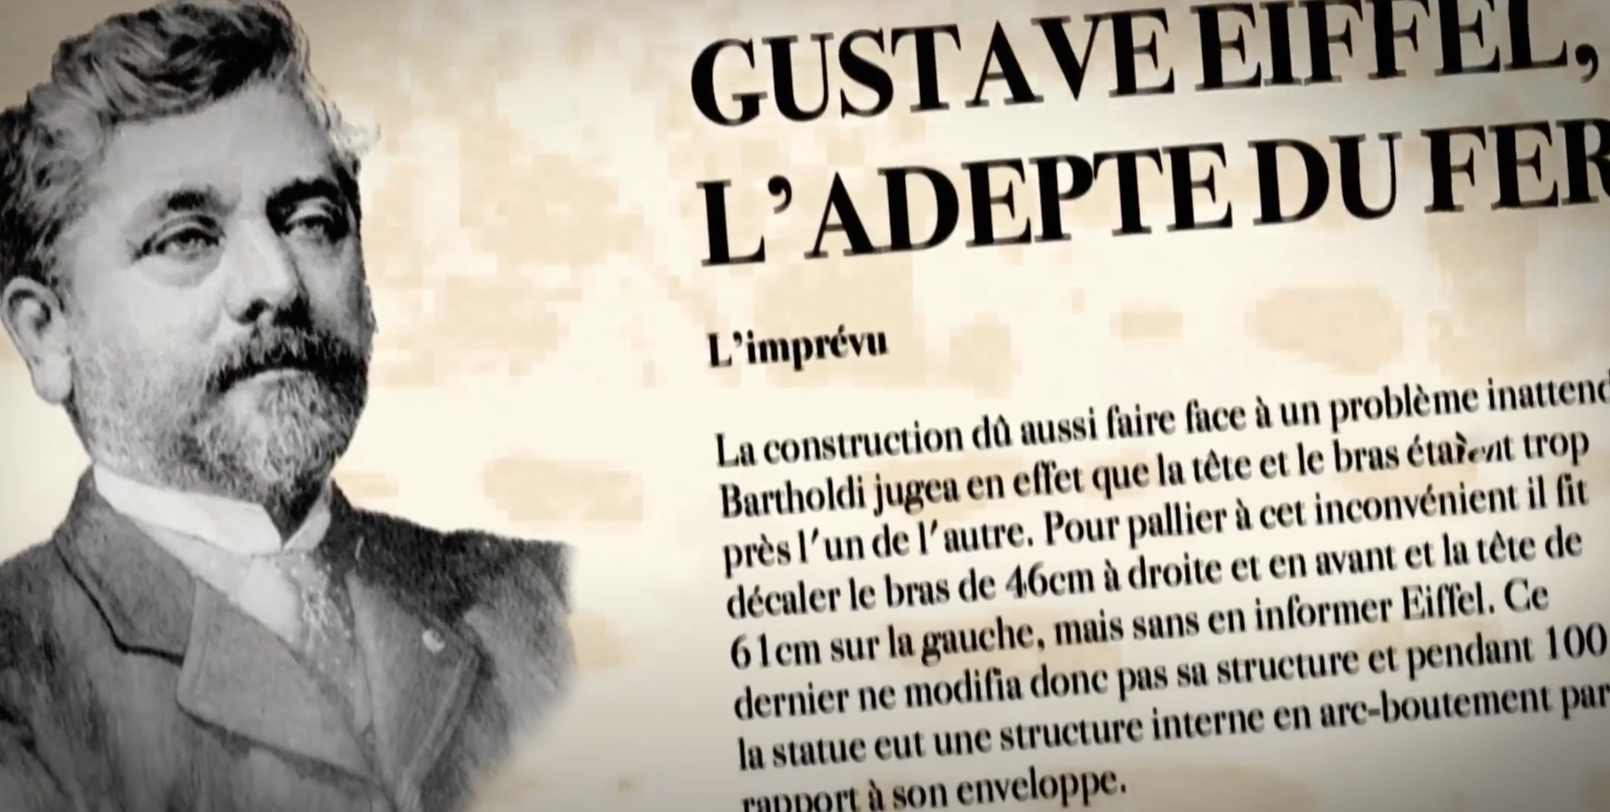 GUSTAVE EIFFEL,
L'ADEPTE DU FER
L'imprévu
La construction dû aussi faire face à un problème inattend
Bartholdi jugea en effet que la tête et le bras étaient trop
près l'un de l'autre. Pour pallier à cet inconvénient il fit
décaler le bras de 46cm à droite et en avant et la tête de
61cm sur la gauche, mais sans en informer Eiffel. Ce
dernier ne modifia donc pas sa structure et pendant 100
la statue eut une structure interne en arc-boutement par
rapport à son enveloppe.